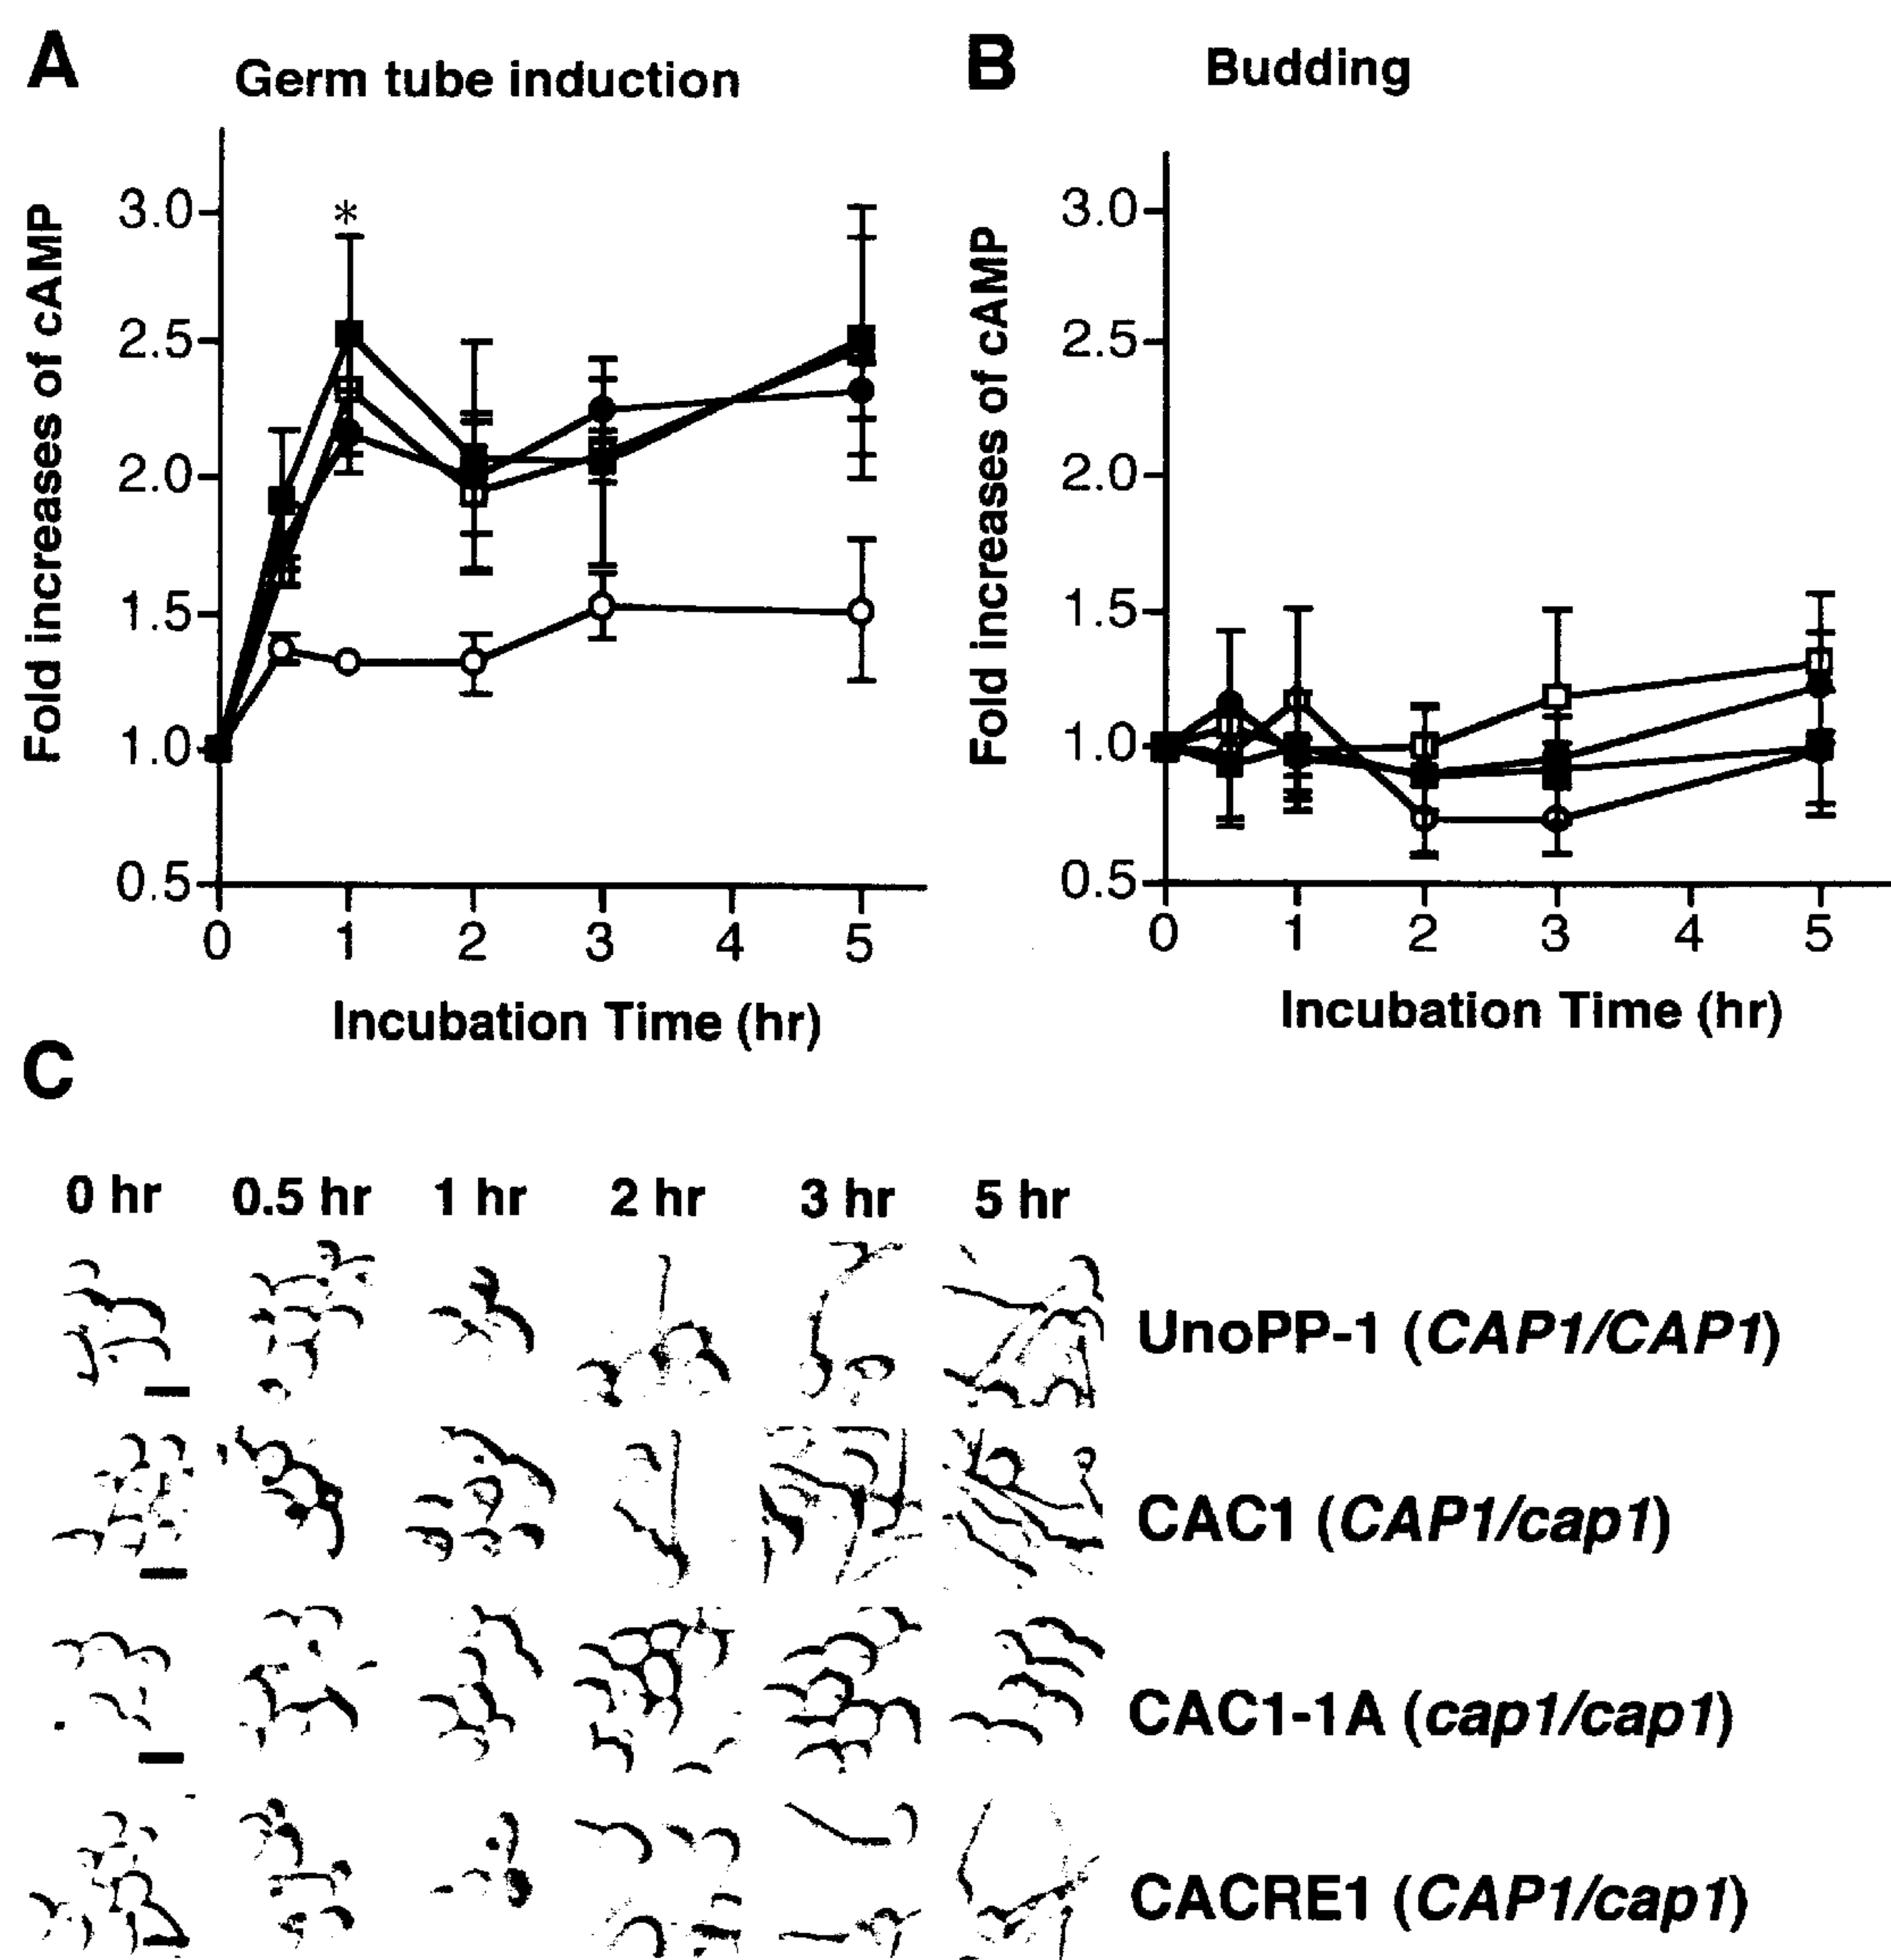 A
Germ tube induction
Fold increases of cAMP
3.0
2.5
2.0
1.5
1.0
0.5
*
0 1 2 3 4 5
Incubation Time (hr)
B
Budding
Fold increases of cAMP
3.0
2.5
2.0
1.5
1.0
0.5
0 1 2 3 4 5
Incubation Time (hr)
C
0 hr 0.5 hr 1 hr 2 hr 3 hr 5 hr
UnoPP-1 (CAP1/CAP1)
CAC1 (CAP1/cap1)
CAC1-1A (cap1/cap1)
CACRE1 (CAP1/cap1)